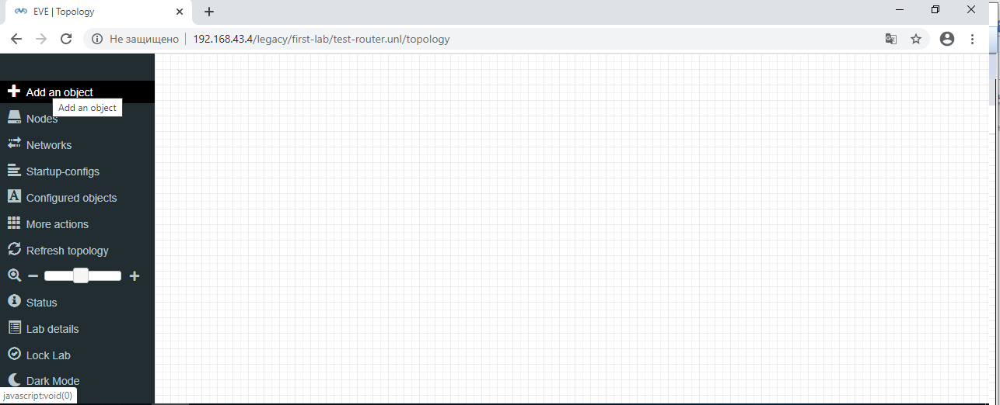 EVE | Topology
Не защищено 192.168.43.4/legacy/first-lab/test-router.unl/topology
Add an object
Add an object
Nodes
Networks
Startup-configs
Configured objects
More actions
Refresh topology
Status
Lab details
Lock Lab
Dark Mode
javascript:void(0)